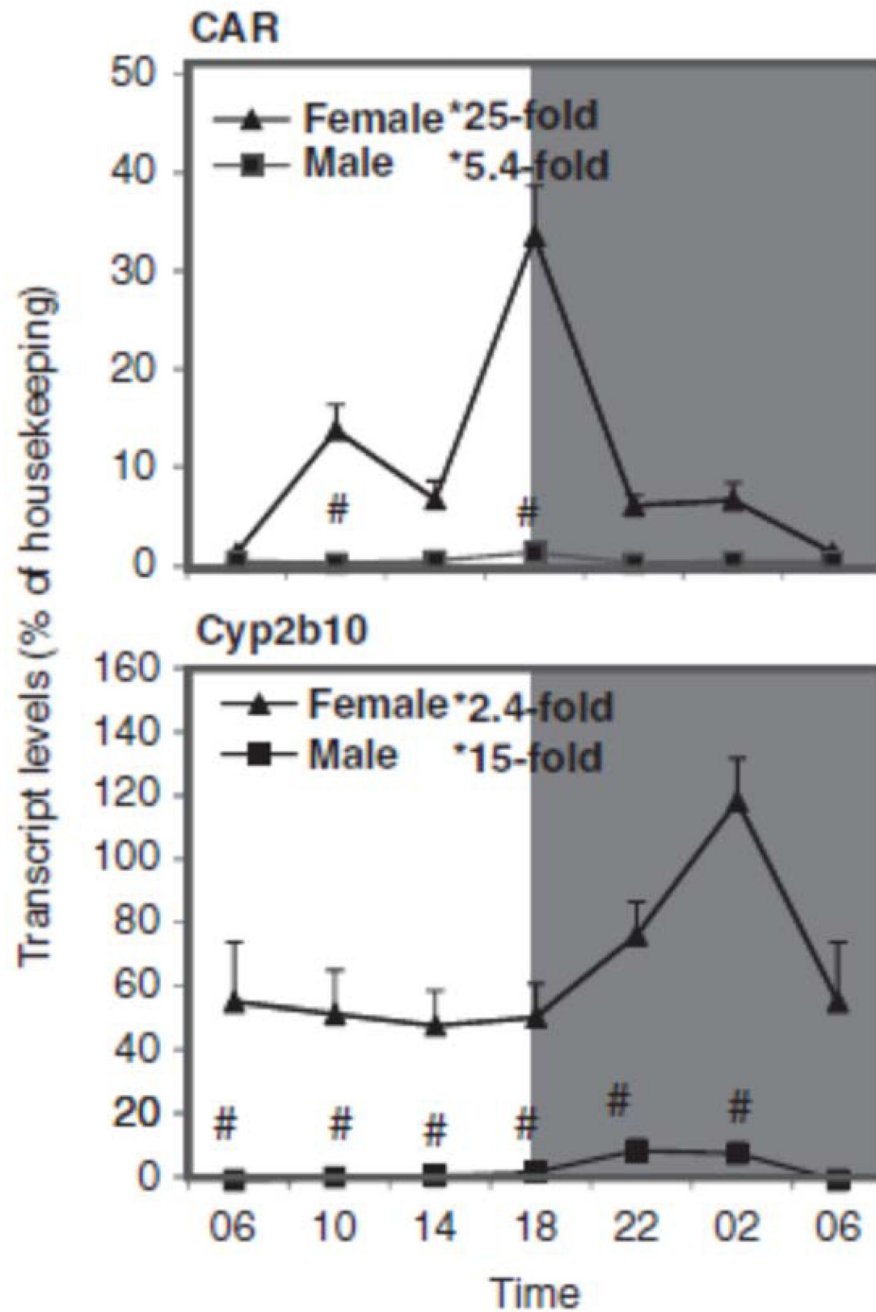 CAR
50
Female *25-fold
Male *5.4-fold
40
30
20
10
0
#
#
Transcript levels (% of housekeeping)
Cyp2b10
160
Female *2.4-fold
Male *15-fold
140
120
100
80
60
40
20
0
#
#
#
#
#
#
06 10 14 18 22 02 06
Time